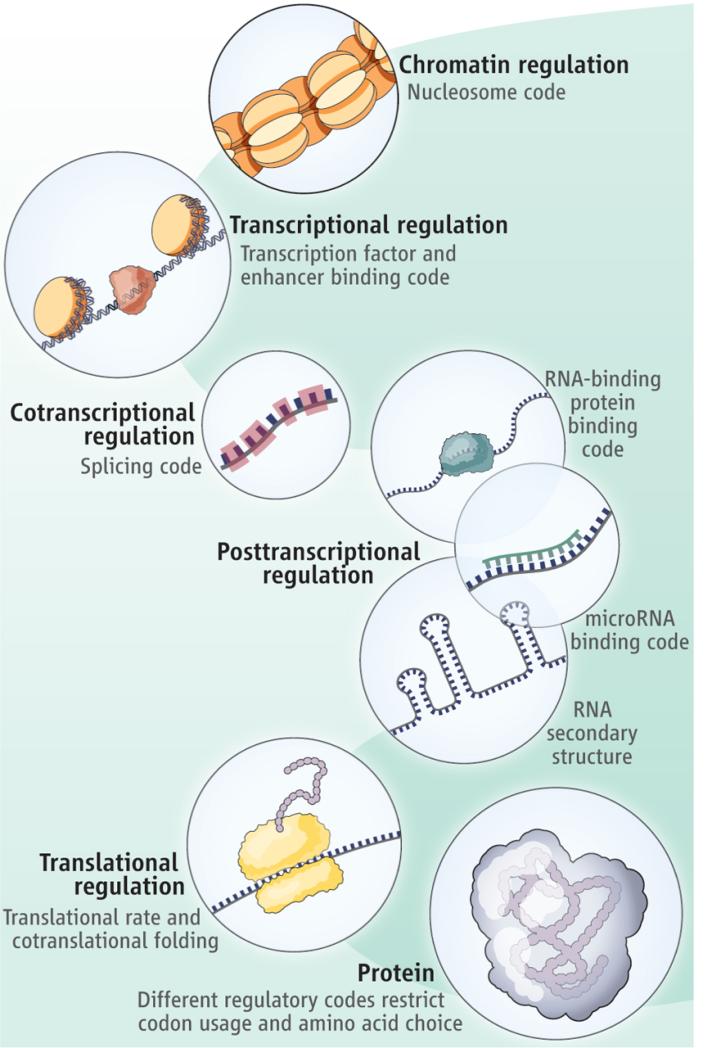 Chromatin regulation
Nucleosome code
Transcriptional regulation
Transcription factor and
enhancer binding code
Cotranscriptional
regulation
Splicing code
RNA-binding
protein
binding
code
Posttranscriptional
regulation
microRNA
binding code
RNA
secondary
structure
Translational
regulation
Translational rate and
cotranslational folding
Protein
Different regulatory codes restrict
codon usage and amino acid choice